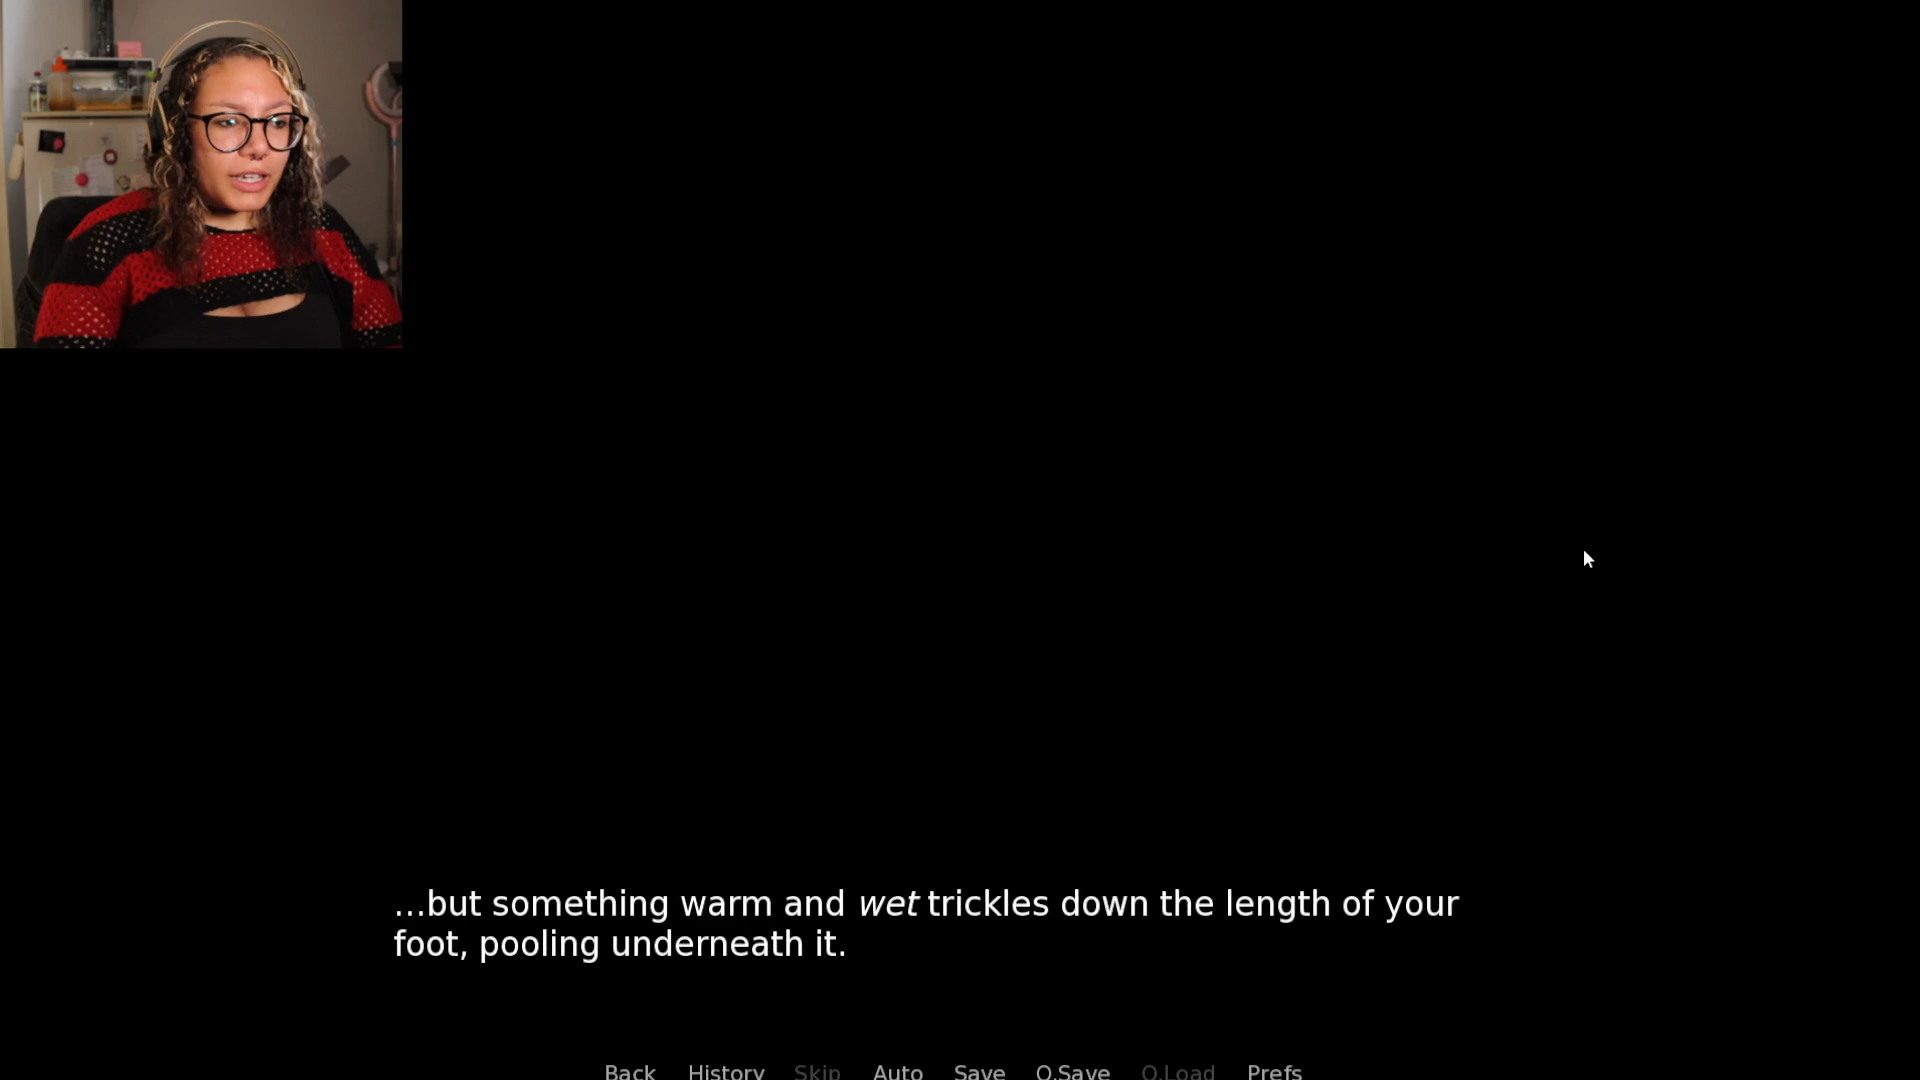 ...but something warm and wet trickles down the length of your
foot, pooling underneath it.
Back History Skip Auto Save Q.Save Q.Load Prefs